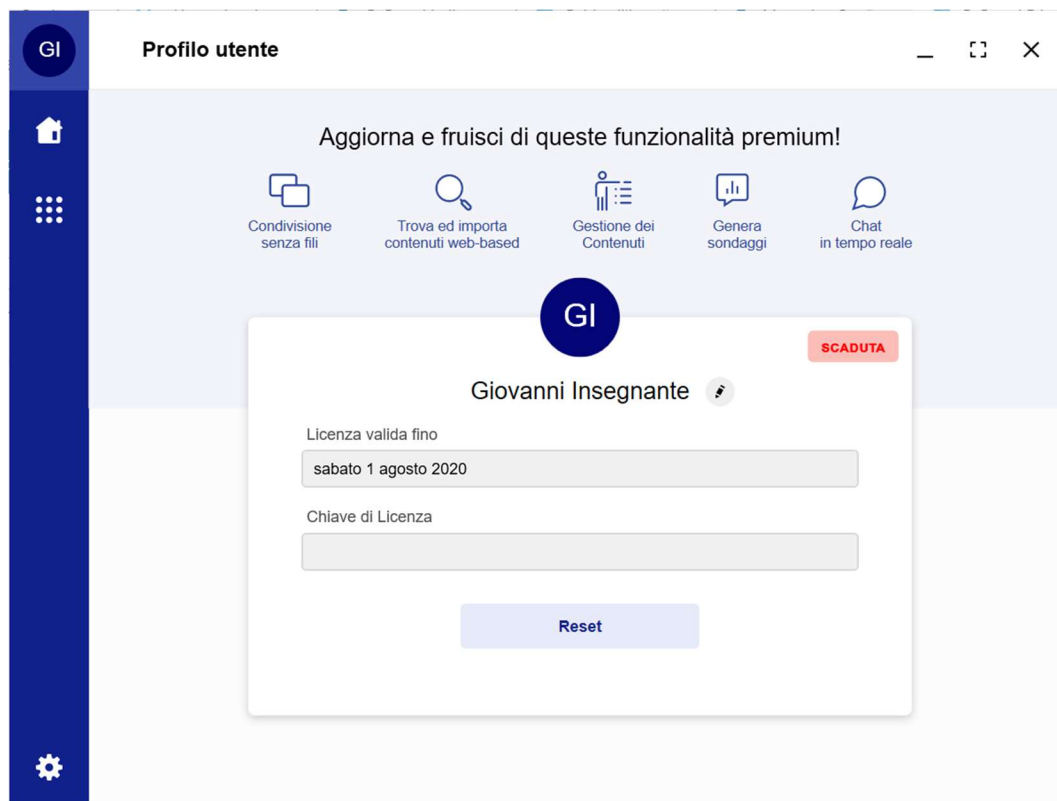 GI
Profilo utente
Aggiorna e fruisci di queste funzionalità premium!
Condivisione
senza fili
Trova ed importa
contenuti web-based
Gestione dei
Contenuti
Genera
sondaggi
Chat
in tempo reale
GI
SCADUTA
Giovanni Insegnante
Licenza valida fino
sabato 1 agosto 2020
Chiave di Licenza
Reset